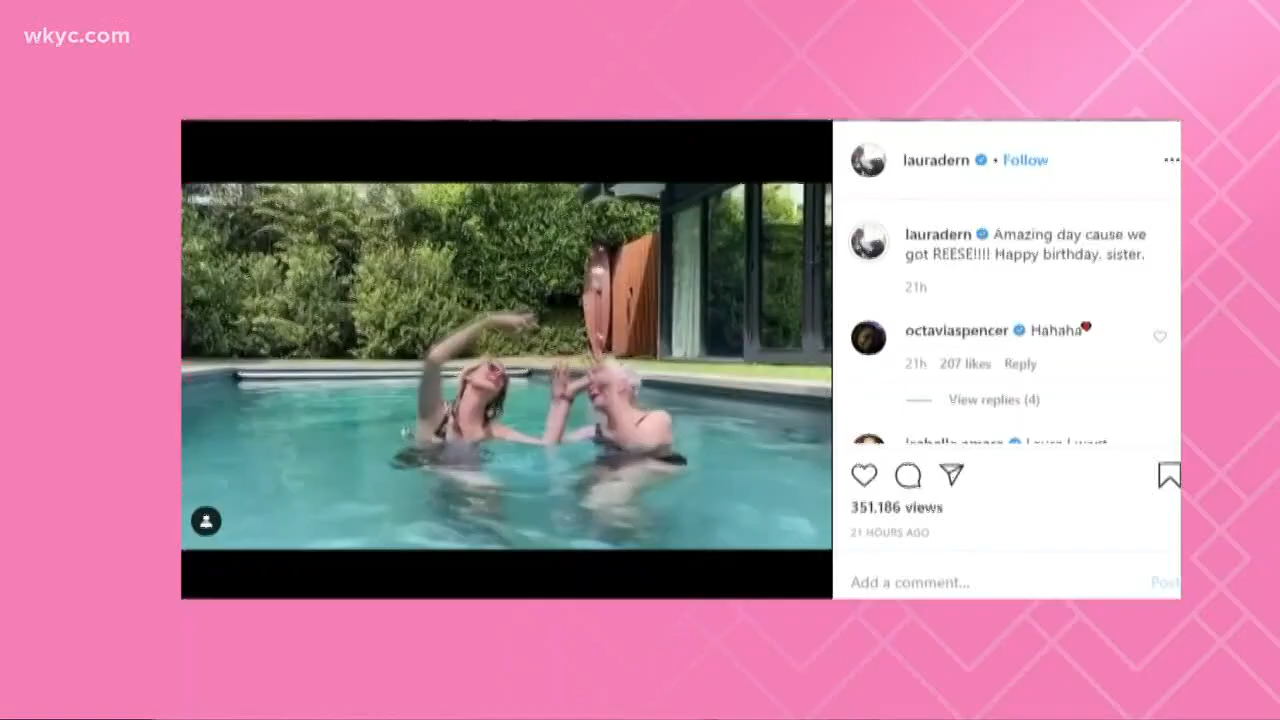 wkyc.com
lauradern • Follow
lauradern Amazing day cause we
got REESE!!!! Happy birthday. sister.
21h
octaviaspencer Hahaha
21h 207 likes Reply
View replies (4)
351,186 views
21 HOURS AGO
Add a comment... Post